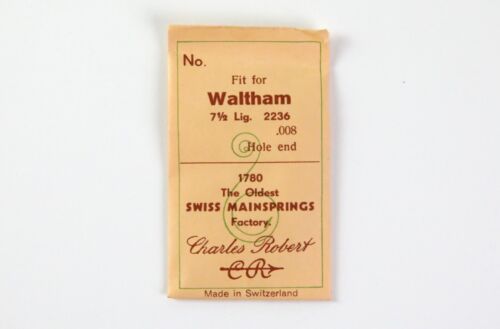 No.
Fit for
Waltham
7½ Lig. 2236
.008
Hole end
1780
The Oldest
SWISS MAINSPRINGS
Factory.
Charles Robert
CR
Made in Switzerland